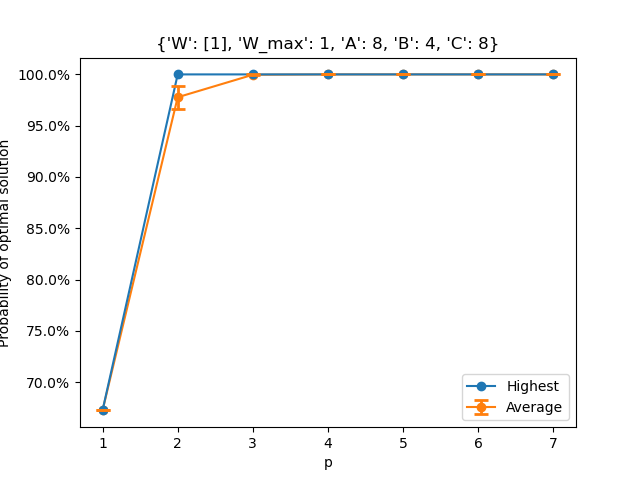 {'W': [1], 'W_max': 1, 'A': 8, 'B': 4, 'C': 8}
100.0%
95.0%
90.0%
85.0%
80.0%
75.0%
70.0%
Probability of optimal solution
1 2 3 4 5 6 7
p
Highest
Average